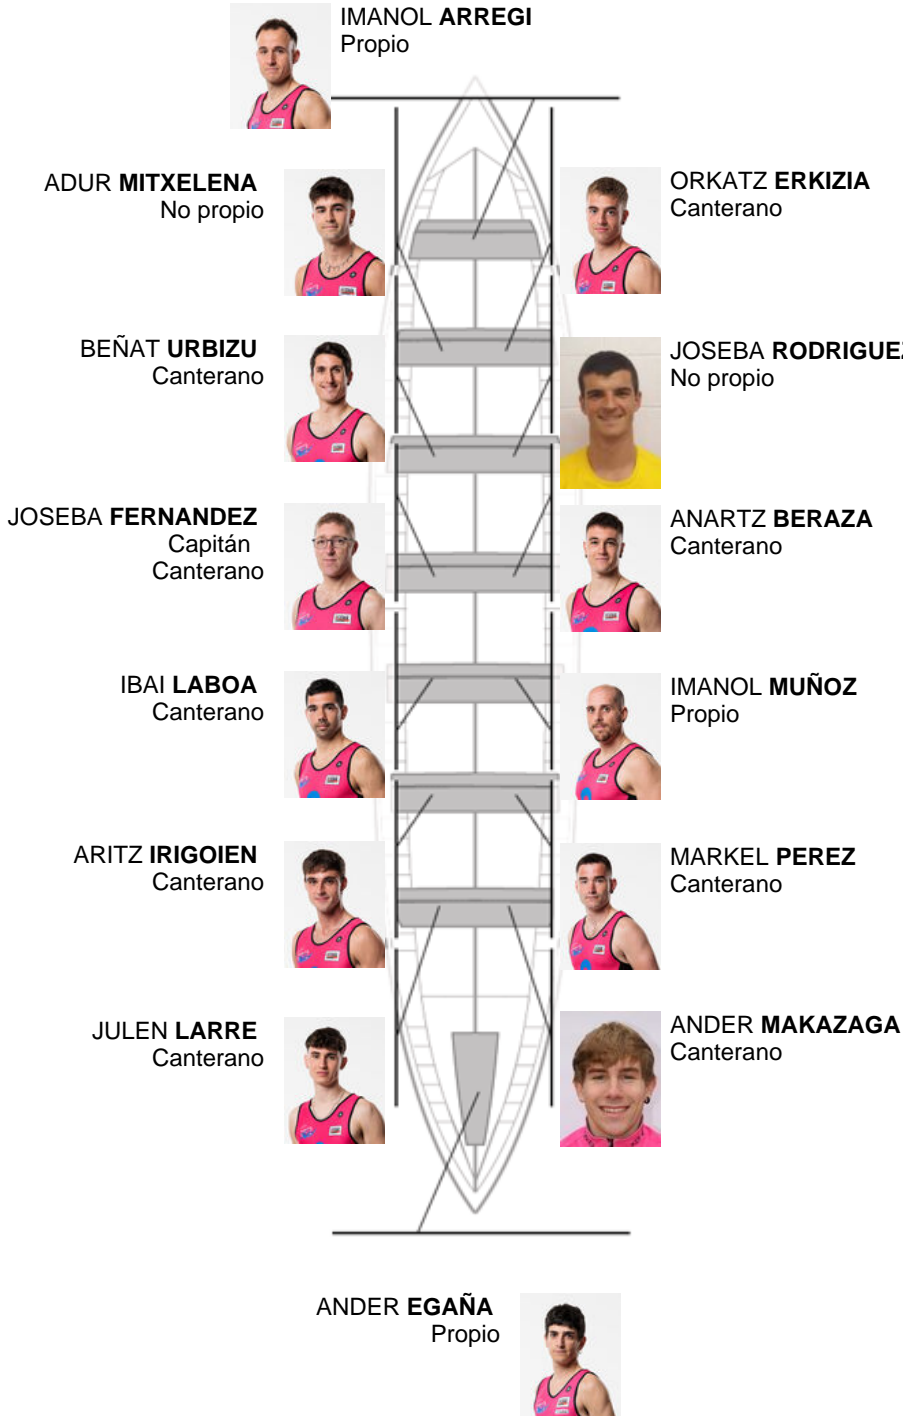 IMANOL ARREGI
Propio
ADUR MITXELENA
No propio
ORKATZ ERKIZIA
Canterano
BEÑAT URBIZU
Canterano
JOSEBA RODRIGUEZ
No propio
JOSEBA FERNANDEZ
Capitán
Canterano
ANARTZ BERAZA
Canterano
IBAI LABOA
Canterano
IMANOL MUÑOZ
Propio
ARITZ IRIGOIEN
Canterano
MARKEL PEREZ
Canterano
JULEN LARRE
Canterano
ANDER MAKAZAGA
Canterano
ANDER EGAÑA
Propio